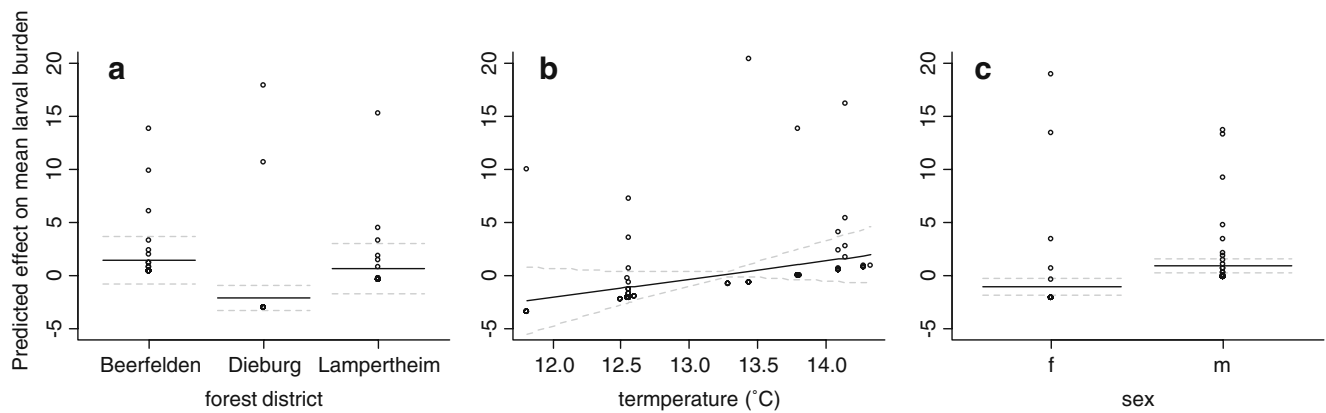 Predicted effect on mean larval burden
a
20
15
10
5
0
-5
Beerfelden Dieburg Lampertheim
forest district
b
20
15
10
5
0
-5
12.0 12.5 13.0 13.5 14.0
termperature (˚C)
c
20
15
10
5
0
-5
f m
sex